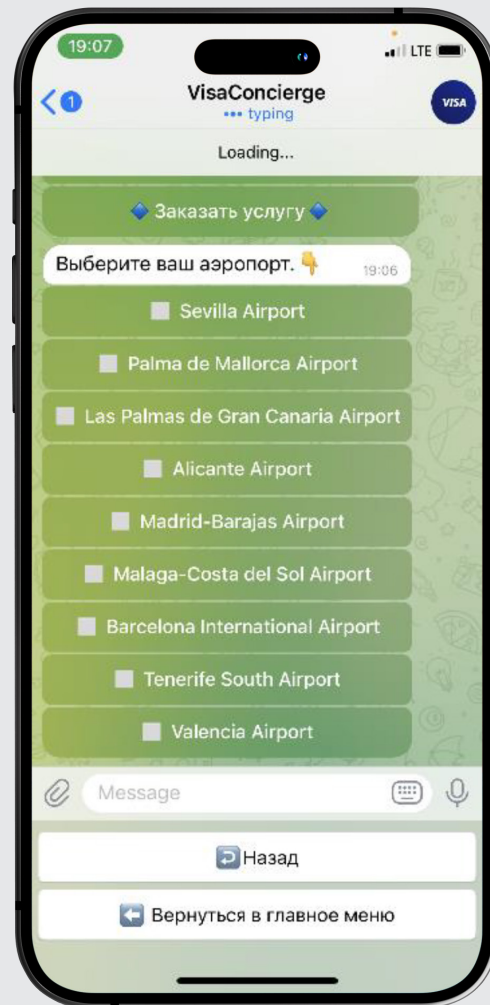 19:07
LTE
1
VisaConcierge
typing
VISA
Loading...
Заказать услугу
Выберите ваш аэропорт.
19:06
Sevilla Airport
Palma de Mallorca Airport
Las Palmas de Gran Canaria Airport
Alicante Airport
Madrid-Barajas Airport
Malaga-Costa del Sol Airport
Barcelona International Airport
Tenerife South Airport
Valencia Airport
Message
Назад
Вернуться в главное меню